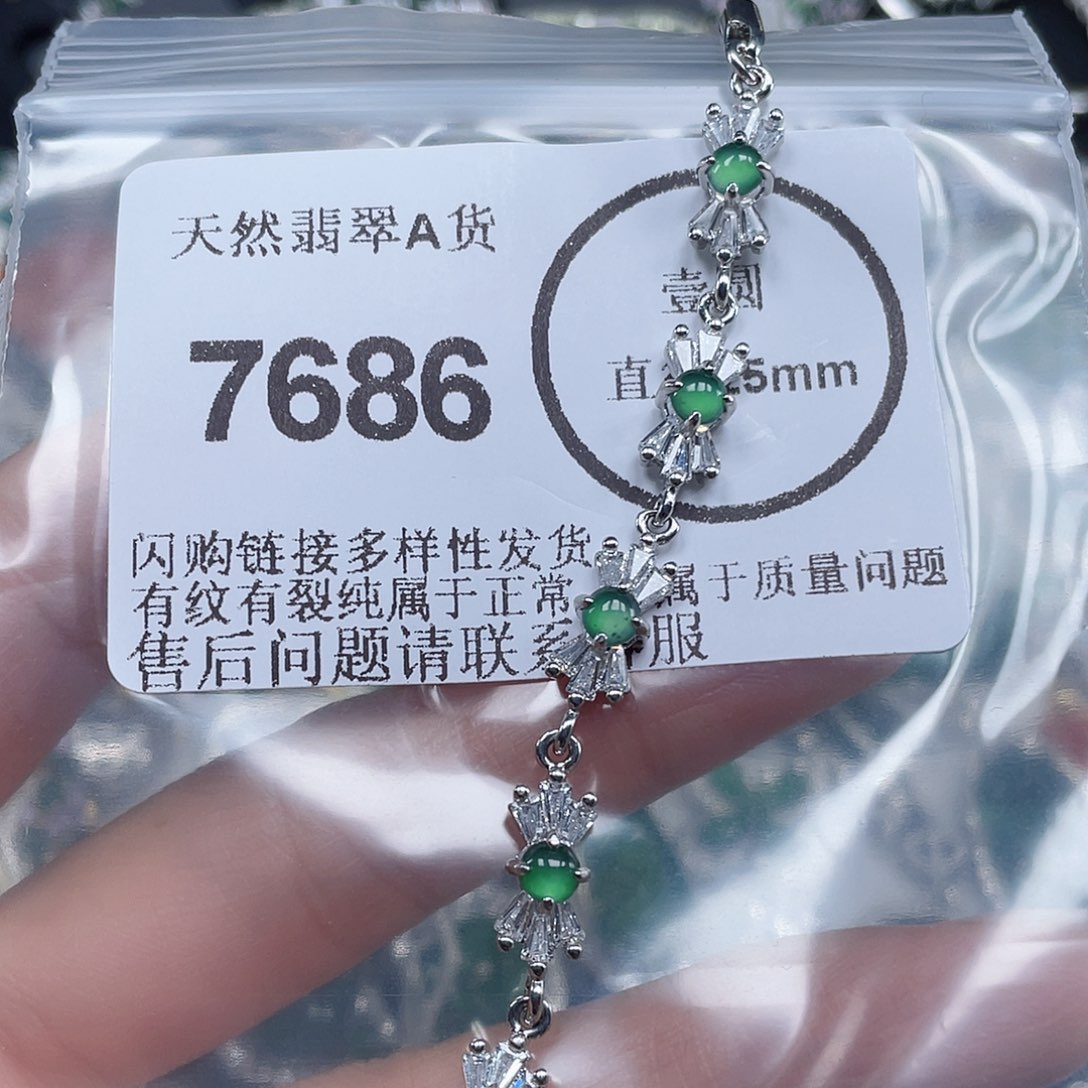 天然翡翠A货
7686
壹圆
直 25mm
闪购链接多样性发货
有纹有裂纯属于正常 属于质量问题
售后问题请联系 服